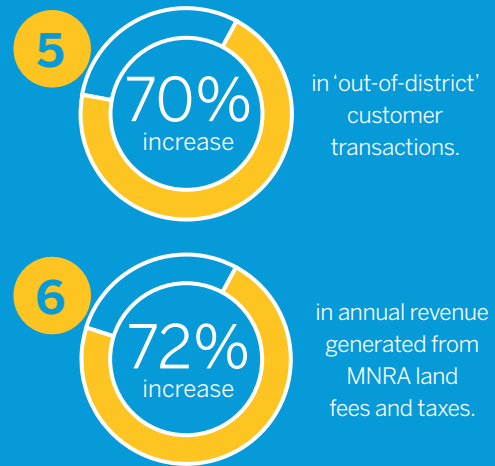 5
70%
increase
in ‘out-of-district’
customer
transactions.
6
72%
increase
in annual revenue
generated from
MNRA land
fees and taxes.